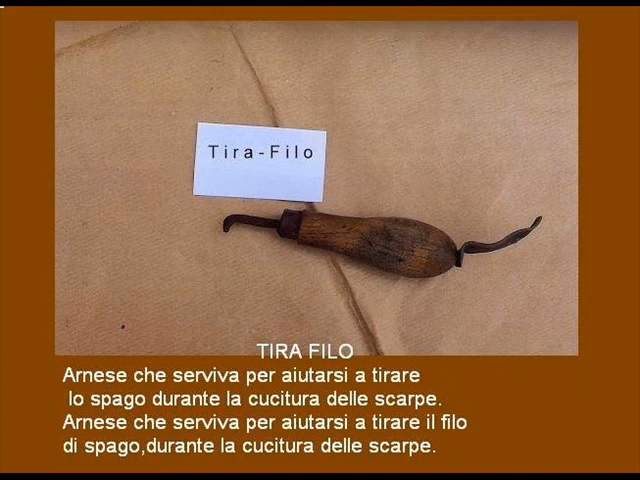 Tira-Filo
TIRA FILO
Arnese che serviva per aiutarsi a tirare
lo spago durante la cucitura delle scarpe.
Arnese che serviva per aiutarsi a tirare il filo
di spago,durante la cucitura delle scarpe.